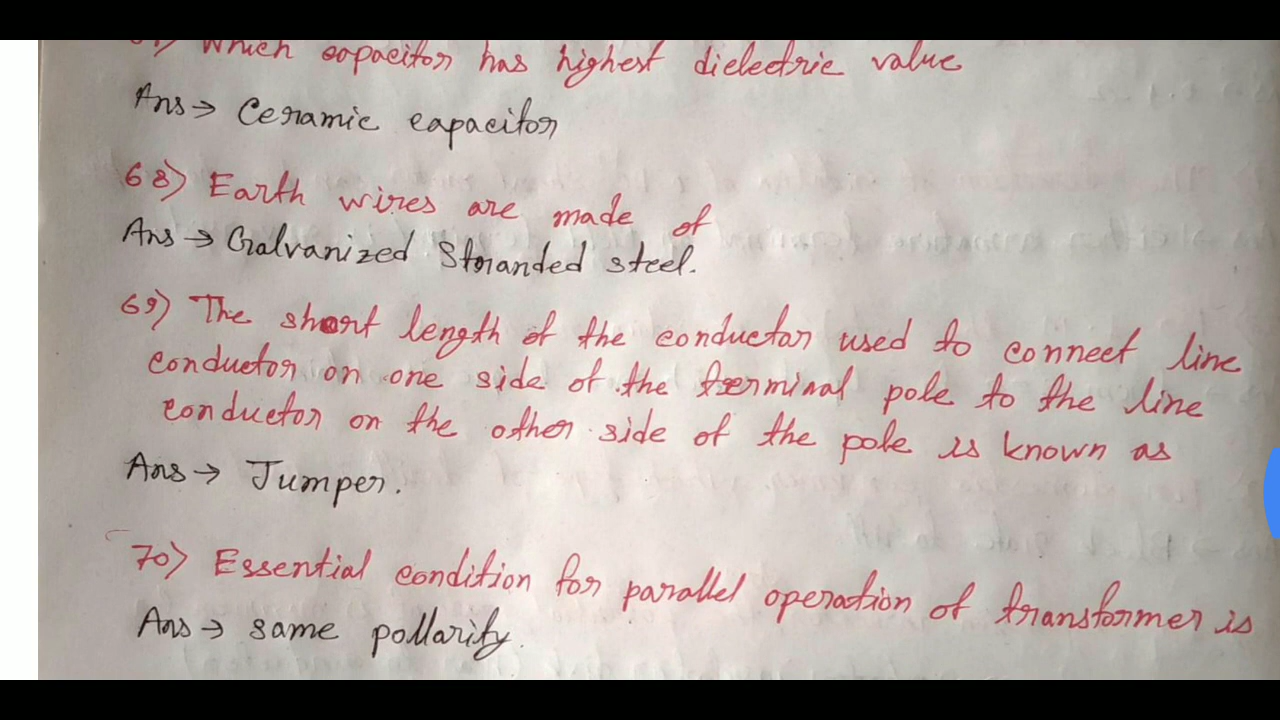 67) Which capacitor has highest dielectric value
Ans → Ceramic capacitor
68) Earth wires are made of
Ans → Galvanized Stranded steel.
69) The short length of the conductor used to connect line
conductor on one side of the terminal pole to the line
conductor on the other side of the pole is known as
Ans → Jumper.
70) Essential condition for parallel operation of transformer is
Ans → same pollarity.